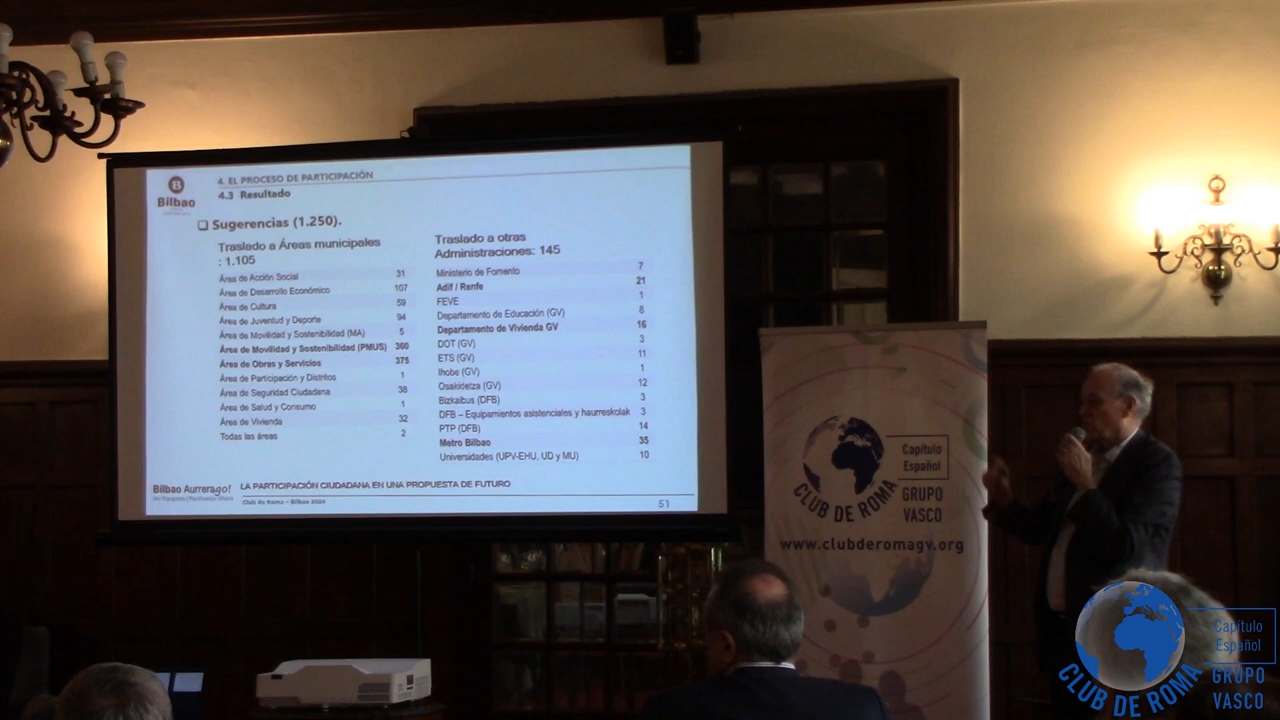 B
Bilbao
4. EL PROCESO DE PARTICIPACIÓN
4.3 Resultado
Sugerencias (1.250).
Traslado a Áreas municipales
: 1.105
Área de Acción Social 31
Área de Desarrollo Económico 107
Área de Cultura 59
Área de Juventud y Deporte 94
Área de Movilidad y Sostenibilidad (MA) 5
Área de Movilidad y Sostenibilidad (PMUS) 360
Área de Obras y Servicios 375
Área de Participación y Distritos 1
Área de Seguridad Ciudadana 38
Área de Salud y Consumo 1
Área de Vivienda 32
Todas las áreas 2
Traslado a otras
Administraciones: 145
Ministerio de Fomento 7
Adif / Renfe 21
FEVE 1
Departamento de Educación (GV) 8
Departamento de Vivienda GV 16
DOT (GV) 3
ETS (GV) 11
Ihobe (GV) 1
Osakidetza (GV) 12
Bizkaibus (DFB) 3
DFB – Equipamientos asistenciales y haurreskolak 3
PTP (DFB) 14
Metro Bilbao 35
Universidades (UPV-EHU, UD y MU) 10
Bilbao Aurrerago!
LA PARTICIPACIÓN CIUDADANA EN UNA PROPUESTA DE FUTURO
Club de Roma – Bilbao 2024
51
CLUB DE ROMA
Capítulo
Español
GRUPO
VASCO
www.clubderomagv.org
CLUB DE ROMA
Capítulo
Español
GRUPO
VASCO